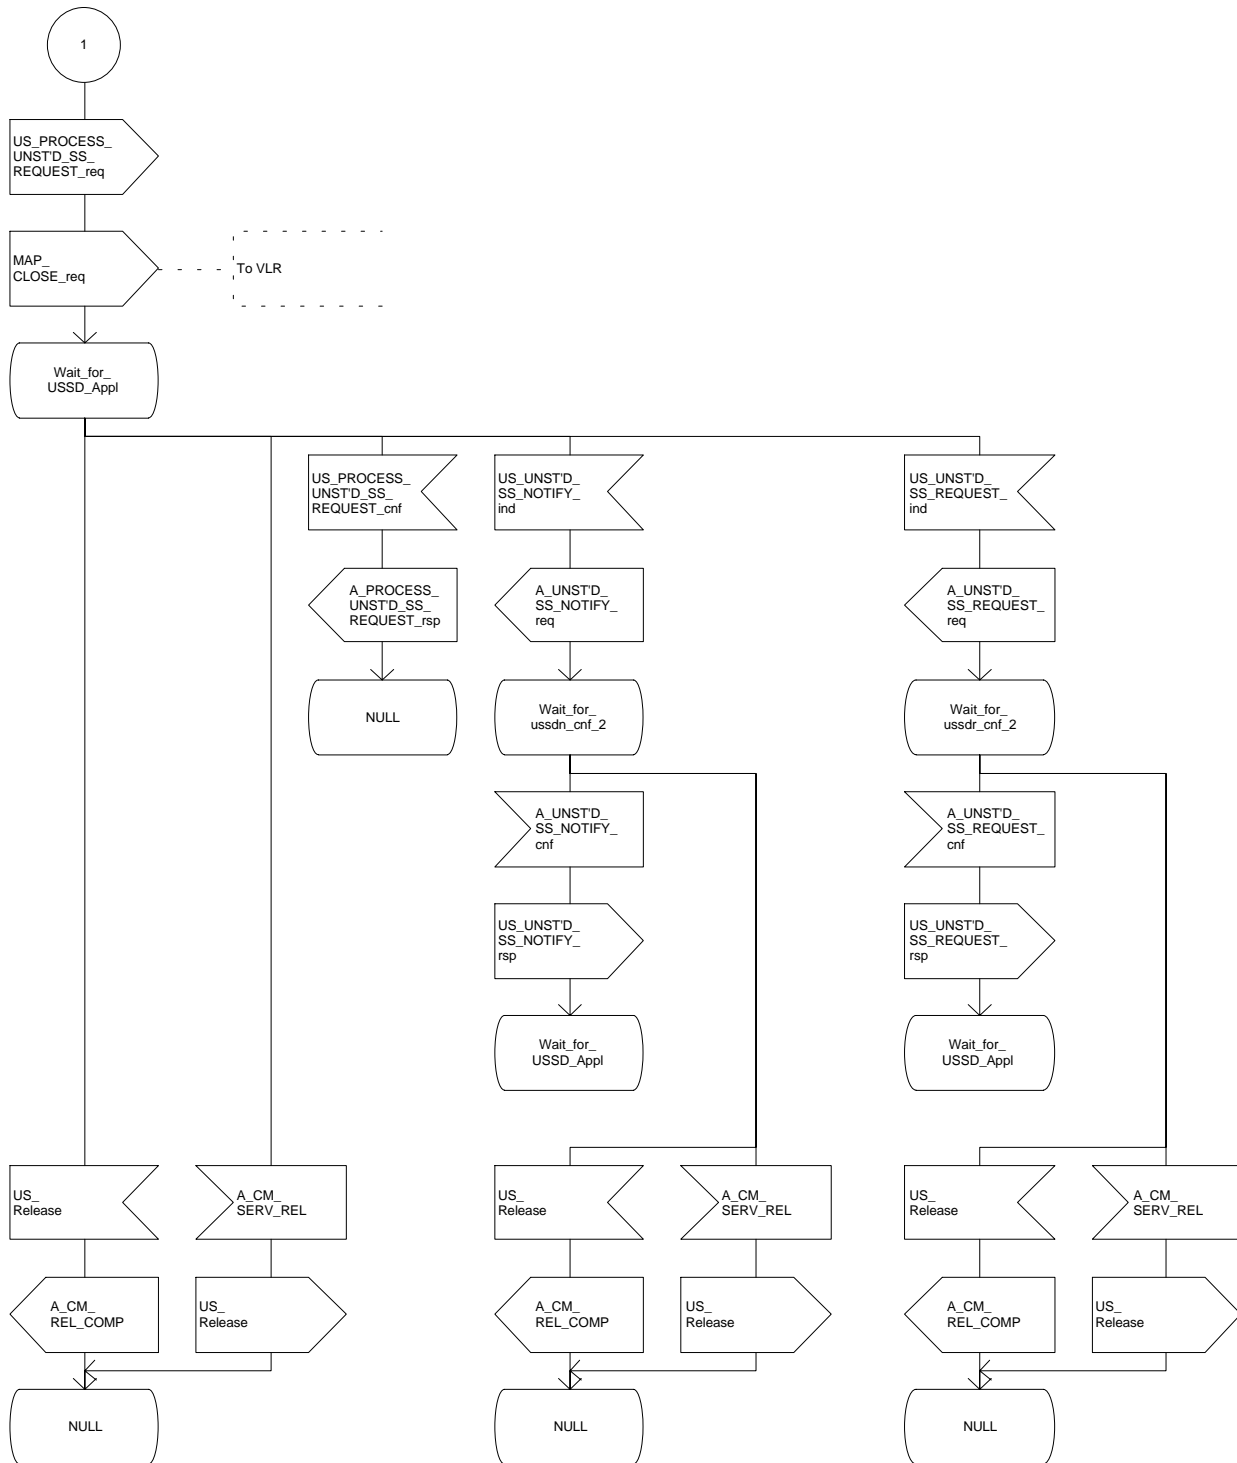 1
US_PROCESS_
UNST'D_SS_
REQUEST_req
MAP_
CLOSE_req
To VLR
Wait_for_
USSD_Appl
US_PROCESS_
UNST'D_SS_
REQUEST_cnf
US_UNST'D_
SS_NOTIFY_
ind
US_UNST'D_
SS_REQUEST_
ind
A_PROCESS_
UNST'D_SS_
REQUEST_rsp
A_UNST'D_
SS_NOTIFY_
req
A_UNST'D_
SS_REQUEST_
req
NULL
Wait_for_
ussdn_cnf_2
Wait_for_
ussdr_cnf_2
A_UNST'D_
SS_NOTIFY_
cnf
A_UNST'D_
SS_REQUEST_
cnf
US_UNST'D_
SS_NOTIFY_
rsp
US_UNST'D_
SS_REQUEST_
rsp
Wait_for_
USSD_Appl
Wait_for_
USSD_Appl
US_
Release
A_CM_
SERV_REL
US_
Release
A_CM_
SERV_REL
US_
Release
A_CM_
SERV_REL
A_CM_
REL_COMP
US_
Release
A_CM_
REL_COMP
US_
Release
A_CM_
REL_COMP
US_
Release
NULL
NULL
NULL